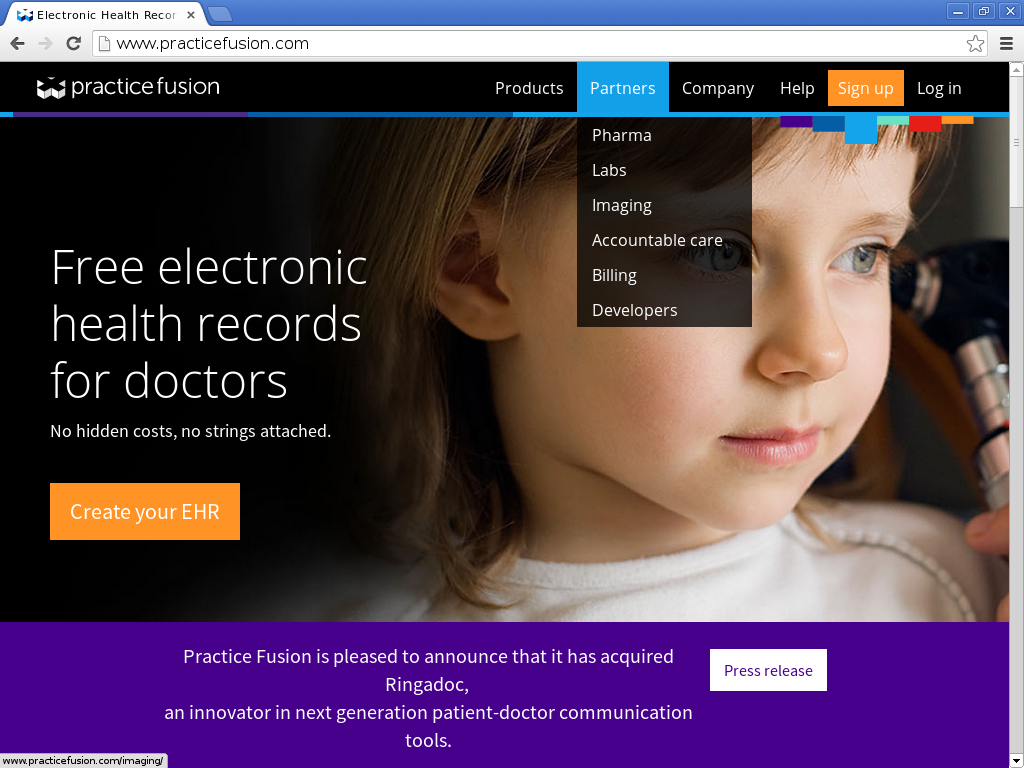 Electronic Health Recor
www.practicefusion.com
practice fusion
Products Partners Company Help Sign up Log in
Pharma
Labs
Imaging
Accountable care
Billing
Developers
Free electronic
health records
for doctors
No hidden costs, no strings attached.
Create your EHR
Practice Fusion is pleased to announce that it has acquired
Ringadoc,
an innovator in next generation patient-doctor communication
tools.
Press release
www.practicefusion.com/imaging/